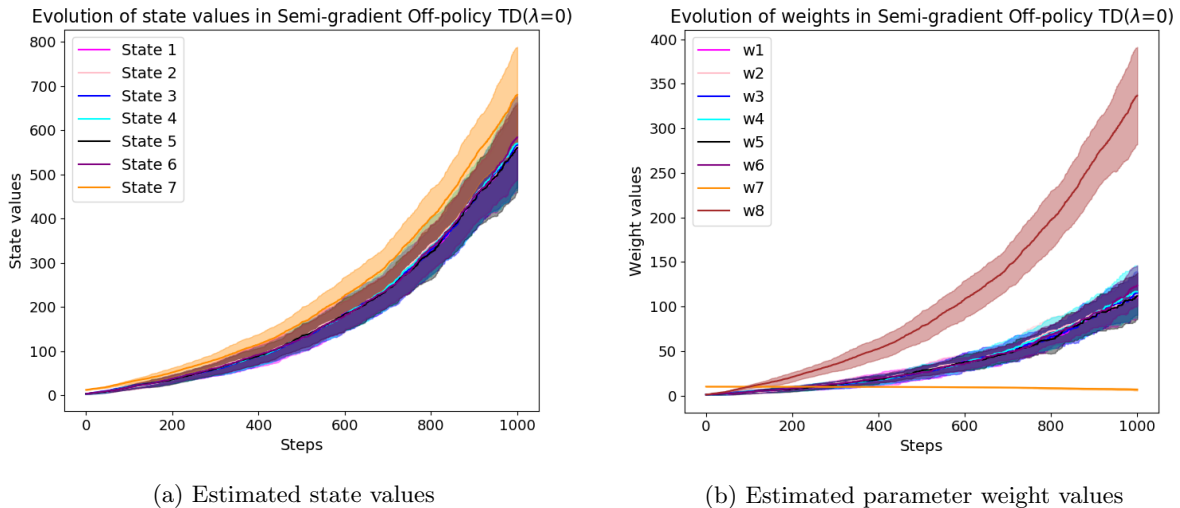 Evolution of state values in Semi-gradient Off-policy TD(λ=0)
800
700
600
500
400
300
200
100
0
State values
State 1
State 2
State 3
State 4
State 5
State 6
State 7
0
200
400
600
800
1000
Steps
(a) Estimated state values
Evolution of weights in Semi-gradient Off-policy TD(λ=0)
400
350
300
250
200
150
100
50
0
Weight values
w1
w2
w3
w4
w5
w6
w7
w8
0
200
400
600
800
1000
Steps
(b) Estimated parameter weight values